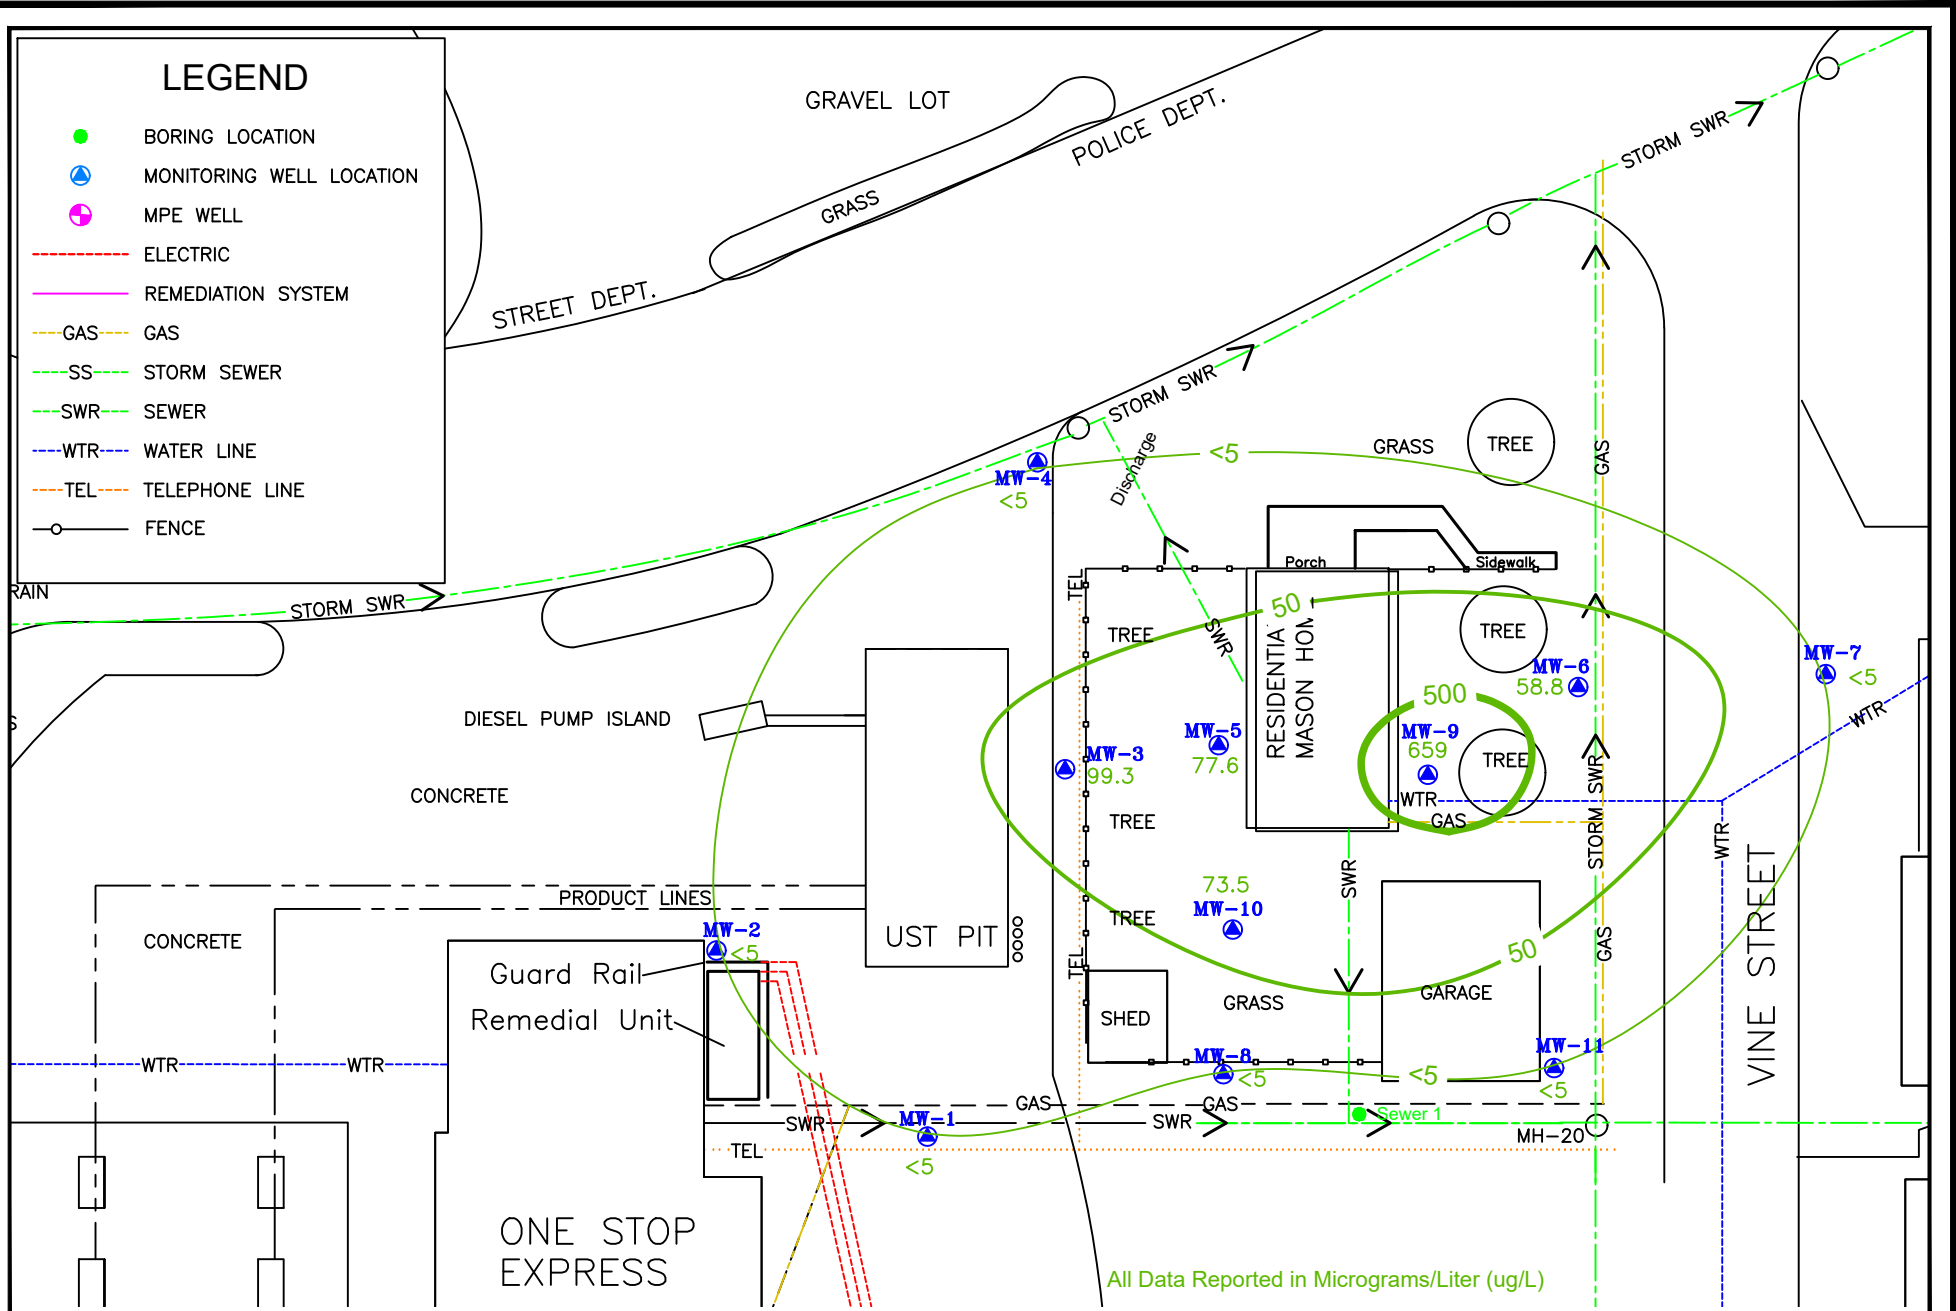 LEGEND
BORING LOCATION
MONITORING WELL LOCATION
MPE WELL
ELECTRIC
REMEDIATION SYSTEM
GAS GAS
SS STORM SEWER
SWR SEWER
WTR WATER LINE
TEL TELEPHONE LINE
FENCE
GRAVEL LOT
POLICE DEPT.
GRASS
STREET DEPT.
STORM SWR
STORM SWR
STORM SWR
RAIN
S
Discharge
<5
GRASS
TREE
GAS
MW-4
<5
Porch
Sidewalk
TEL
TREE
SWR
50
RESIDENTIA
MASON HOM
TREE
MW-6
58.8
MW-7
<5
WTR
500
DIESEL PUMP ISLAND
MW-5
77.6
MW-3
99.3
MW-9
659
TREE
WTR
GAS
STORM SWR
WTR
CONCRETE
TREE
SWR
73.5
MW-10
TREE
PRODUCT LINES
CONCRETE
MW-2
<5
UST PIT
TEL
50
GAS
VINE STREET
Guard Rail
Remedial Unit
SHED
GRASS
GARAGE
WTR
WTR
MW-8
<5
<5
MW-11
<5
GAS
GAS
SWR
MW-1
<5
SWR
Sewer 1
MH-20
TEL
ONE STOP
EXPRESS
All Data Reported in Micrograms/Liter (ug/L)